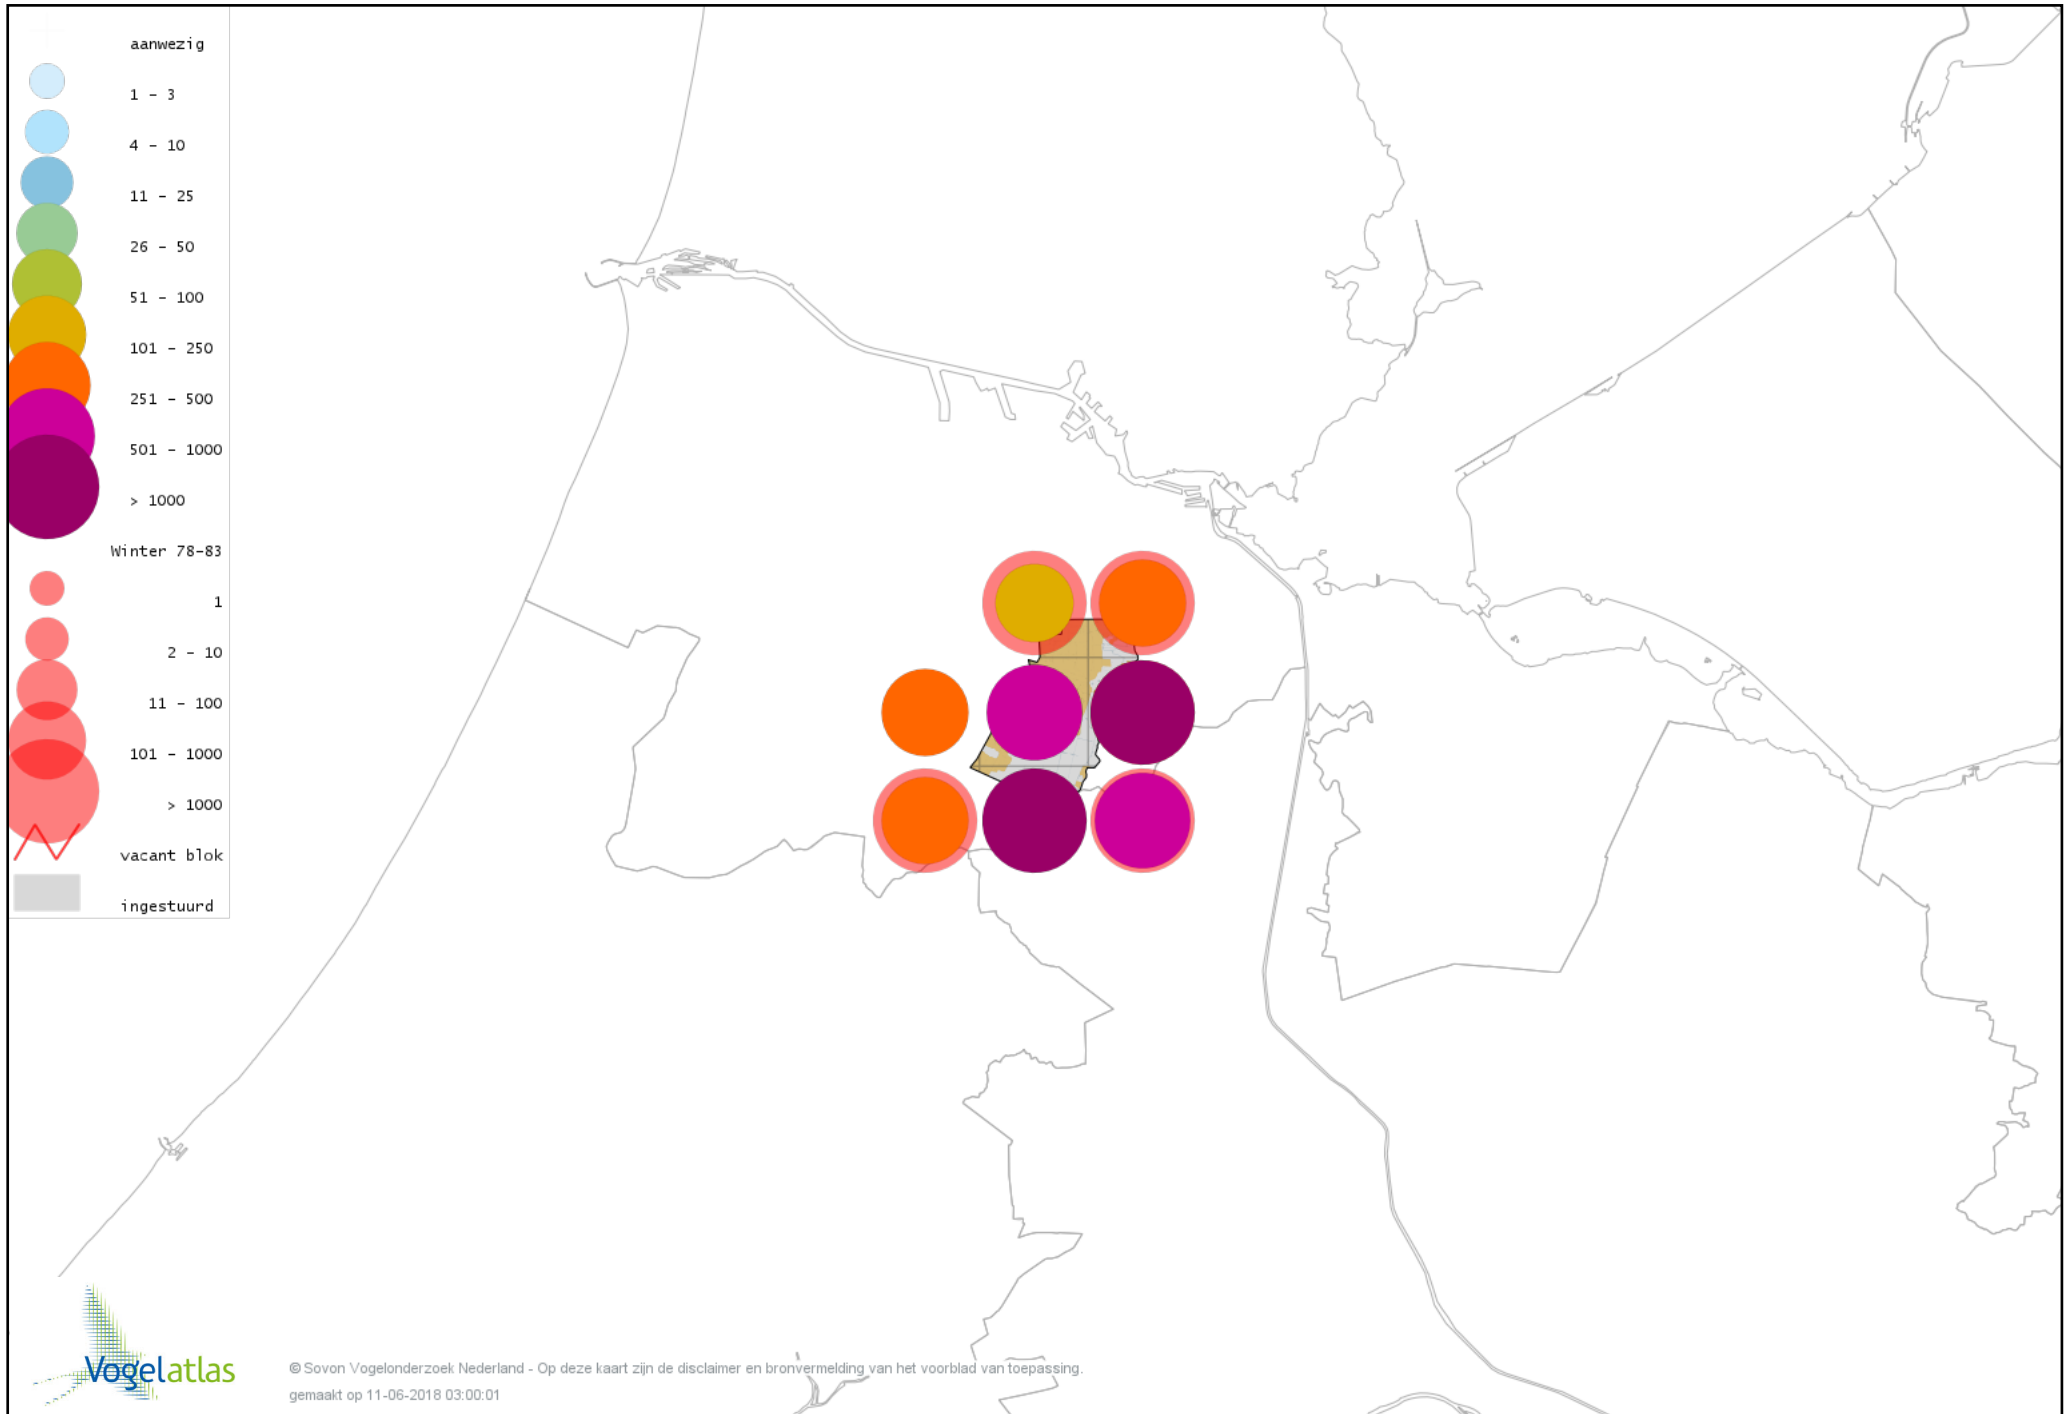 aanwezig
1 - 3
4 - 10
11 - 25
26 - 50
51 - 100
101 - 250
251 - 500
501 - 1000
> 1000
Winter 78-83
1
2 - 10
11 - 100
101 - 1000
> 1000
vacant blok
ingestuurd
Vogelatlas
© Sovon Vogelonderzoek Nederland - Op deze kaart zijn de disclaimer en bronvermelding van het voorblad van toepassing.
gemaakt op 11-06-2018 03:00:01